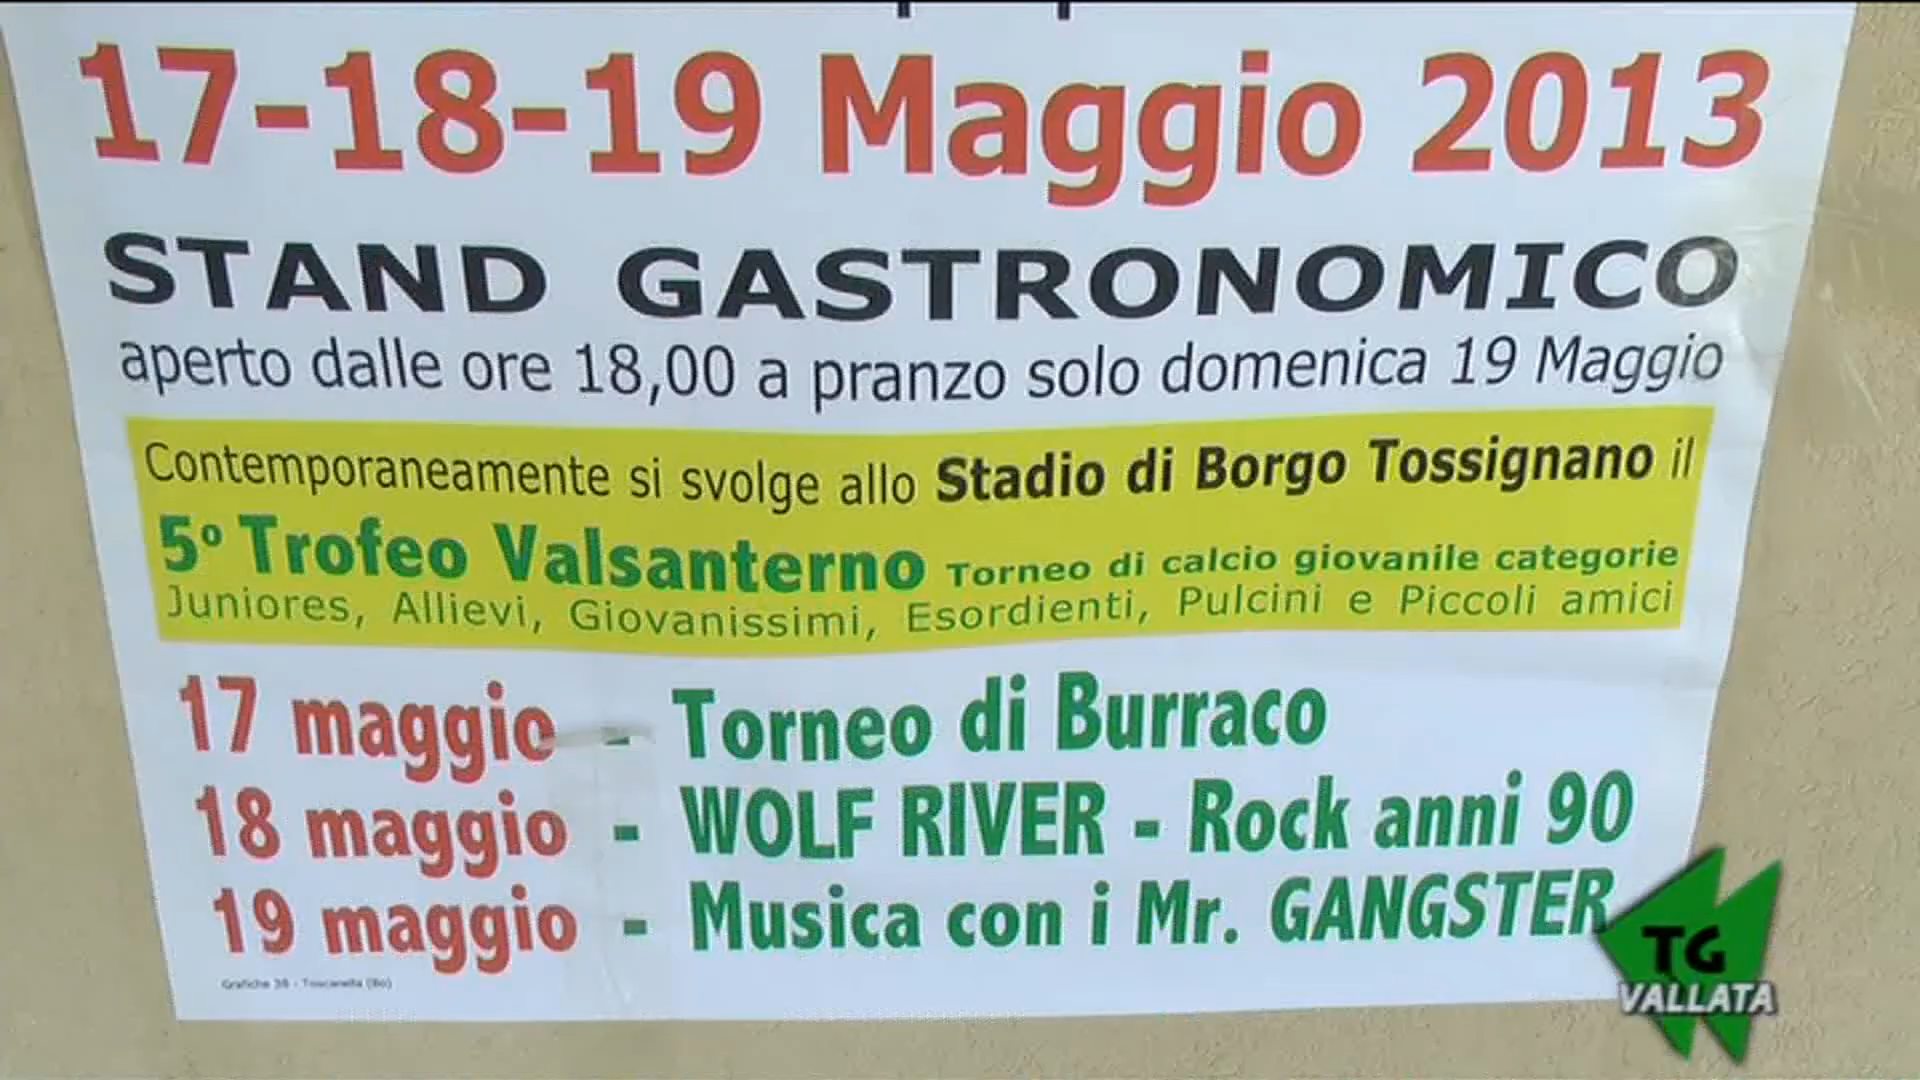 17-18-19 Maggio 2013
STAND GASTRONOMICO
aperto dalle ore 18,00 a pranzo solo domenica 19 Maggio
Contemporaneamente si svolge allo Stadio di Borgo Tossignano il
5° Trofeo Valsanterno Torneo di calcio giovanile categorie
Juniores, Allievi, Giovanissimi, Esordienti, Pulcini e Piccoli amici
17 maggio - Torneo di Burraco
18 maggio - WOLF RIVER - Rock anni 90
19 maggio - Musica con i Mr. GANGSTER
Grafiche 38 - Toscanella (Bo)
TG
VALLATA